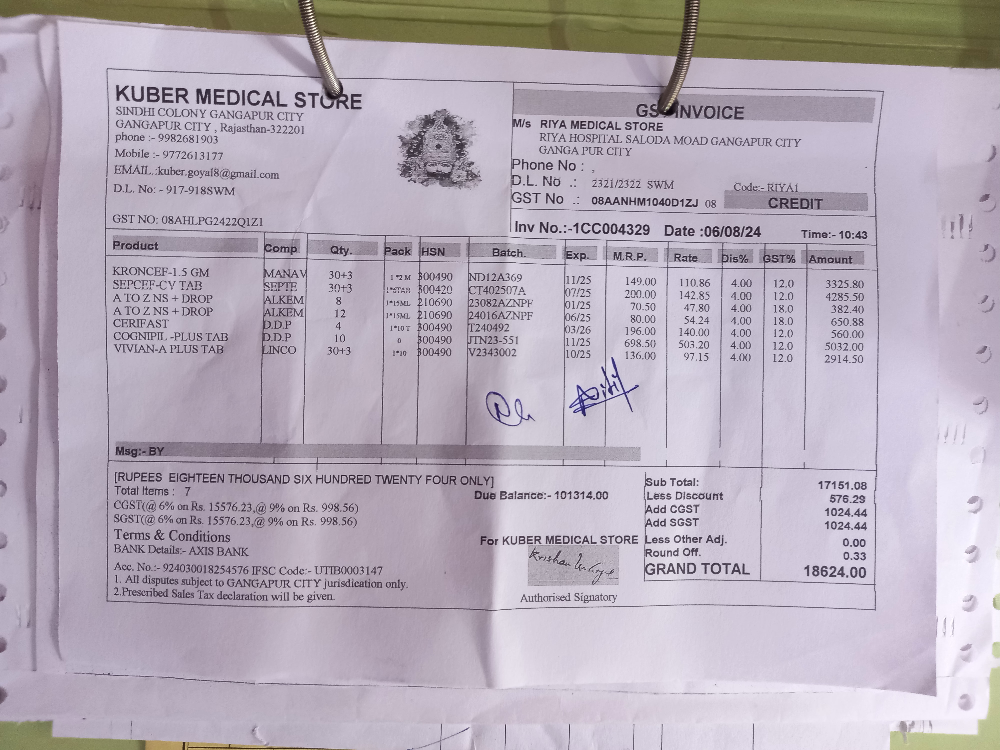 KUBER MEDICAL STORE
SINDHI COLONY GANGAPUR CITY
GANGAPUR CITY , Rajasthan-322201
phone :- 9982681903
Mobile :- 9772613177
EMAIL.:kuber.goyal8@gmail.com
D.L. No: - 917-918SWM
GST NO: 08AHLPG2422Q1Z1
GST INVOICE
M/s RIYA MEDICAL STORE
RIYA HOSPITAL SALODA MOAD GANGAPUR CITY
GANGA PUR CITY
Phone No : ,
D.L. No .: 2321/2322 SWM Code:- RIYA1
GST No .: 08AANHM1040D1ZJ 08 CREDIT
Inv No.:-1CC004329 Date :06/08/24 Time:- 10:43
Product Comp Qty. Pack HSN Batch. Exp. M.R.P. Rate Dis% GST% Amount
KRONCEF-1.5 GM MANAV 30+3 1*2M 300490 ND12A369 11/25 149.00 110.86 4.00 12.0 3325.80
SEPCEF-CV TAB SEPTE 30+3 1*STAR 300420 CT402507A 07/25 200.00 142.85 4.00 12.0 4285.50
A TO Z NS + DROP ALKEM 8 1*15ML 210690 23082AZNPF 01/25 70.50 47.80 4.00 18.0 382.40
A TO Z NS + DROP ALKEM 12 1*15ML 210690 24016AZNPF 06/25 80.00 54.24 4.00 18.0 650.88
CERIFAST D.D.P 4 1*10T 300490 T240492 03/26 196.00 140.00 4.00 12.0 560.00
COGNIPIL -PLUS TAB D.D.P 10 0 300490 JTN23-551 11/25 698.50 503.20 4.00 12.0 5032.00
VIVIAN-A PLUS TAB LINCO 30+3 1*10 300490 V2343002 10/25 136.00 97.15 4.00 12.0 2914.50
Msg:- BY
[RUPEES EIGHTEEN THOUSAND SIX HUNDRED TWENTY FOUR ONLY]
Total Items : 7
Due Balance:- 101314.00
CGST(@ 6% on Rs. 15576.23,@ 9% on Rs. 998.56)
SGST(@ 6% on Rs. 15576.23,@ 9% on Rs. 998.56)
Terms & Conditions
BANK Details:- AXIS BANK
Acc. No.:- 924030018254576 IFSC Code:- UTIB0003147
1. All disputes subject to GANGAPUR CITY jurisdication only.
2.Prescribed Sales Tax declaration will be given.
For KUBER MEDICAL STORE
Authorised Signatory
Sub Total: 17151.08
Less Discount 576.29
Add CGST 1024.44
Add SGST 1024.44
Less Other Adj. 0.00
Round Off. 0.33
GRAND TOTAL 18624.00